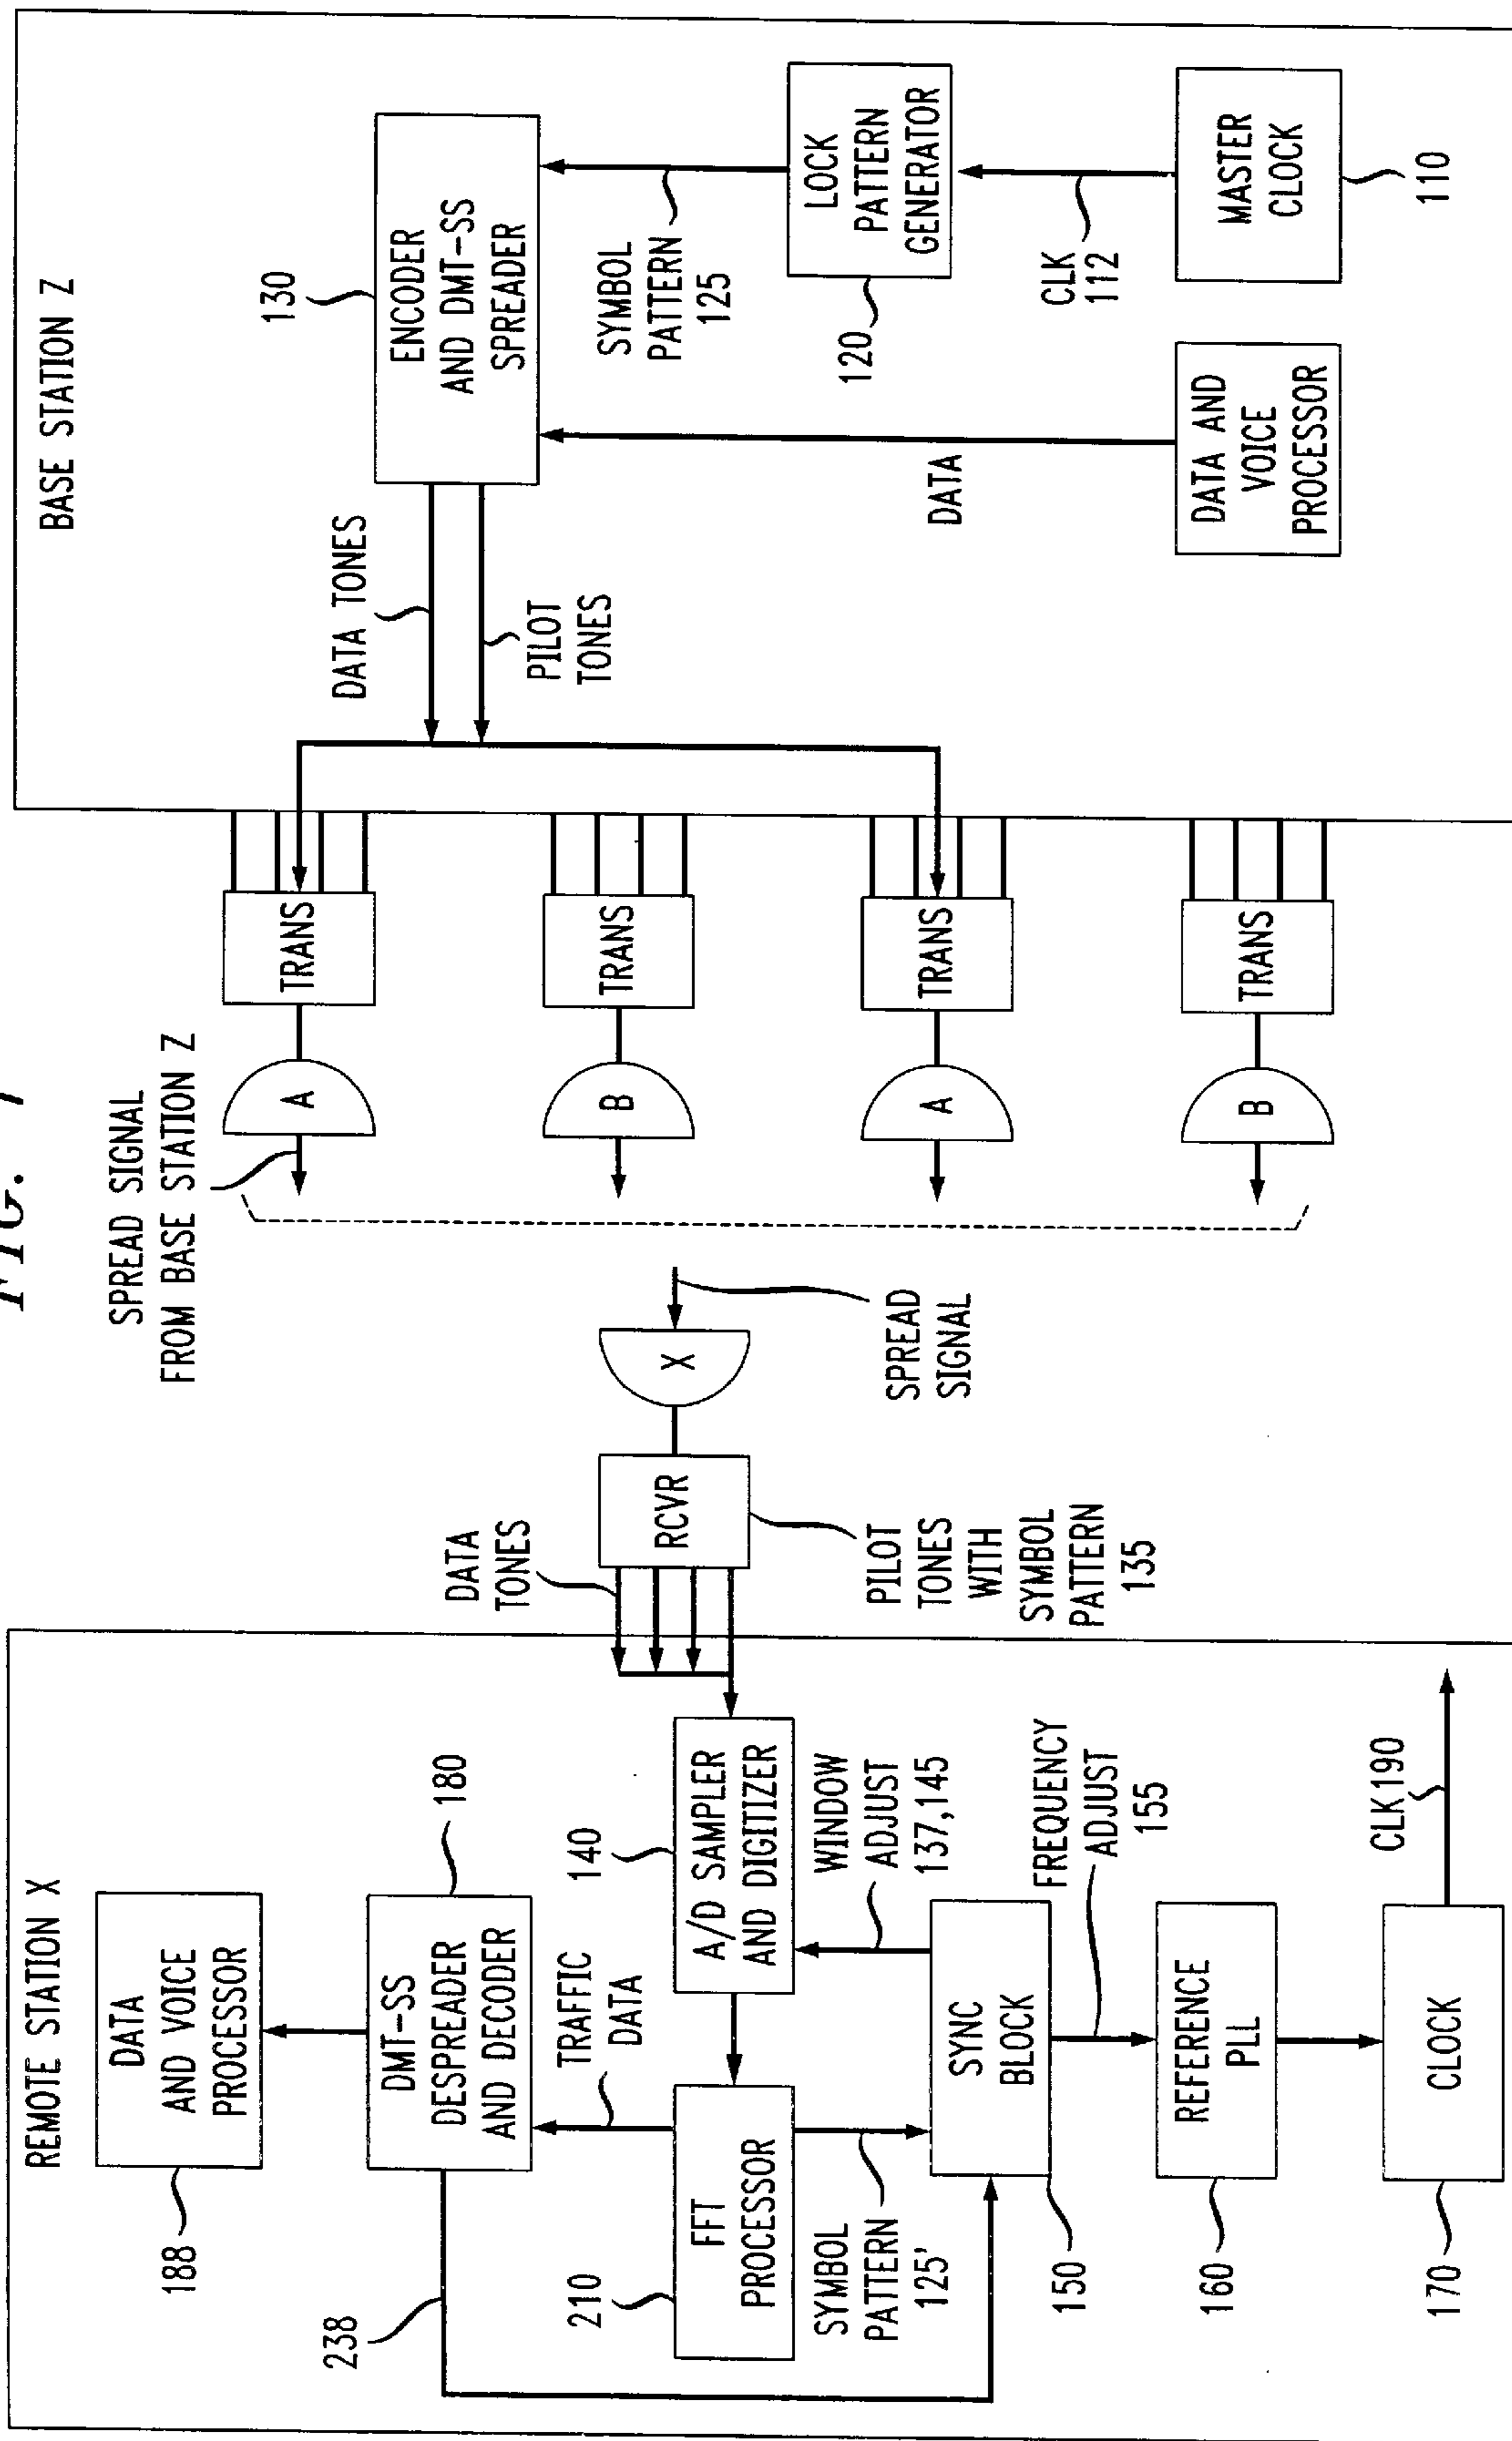 FIG. 1
REMOTE STATION X
DATA
AND VOICE
PROCESSOR
188
DMT-SS
DESPREADER
AND DECODER
180
238
TRAFFIC
DATA
FFT
PROCESSOR
210
A/D SAMPLER
AND DIGITIZER
140
SYMBOL
PATTERN
125'
WINDOW
ADJUST
137,145
SYNC
BLOCK
150
FREQUENCY
ADJUST
155
REFERENCE
PLL
160
CLOCK
170
CLK190
DATA
TONES
RCVR
PILOT
TONES
WITH
SYMBOL
PATTERN
135
X
SPREAD
SIGNAL
SPREAD SIGNAL
FROM BASE STATION Z
A
TRANS
B
TRANS
A
TRANS
B
TRANS
BASE STATION Z
DATA TONES
PILOT
TONES
130
ENCODER
AND DMT-SS
SPREADER
SYMBOL
PATTERN
125
DATA
LOCK
PATTERN
GENERATOR
120
CLK
112
DATA AND
VOICE
PROCESSOR
MASTER
CLOCK
110